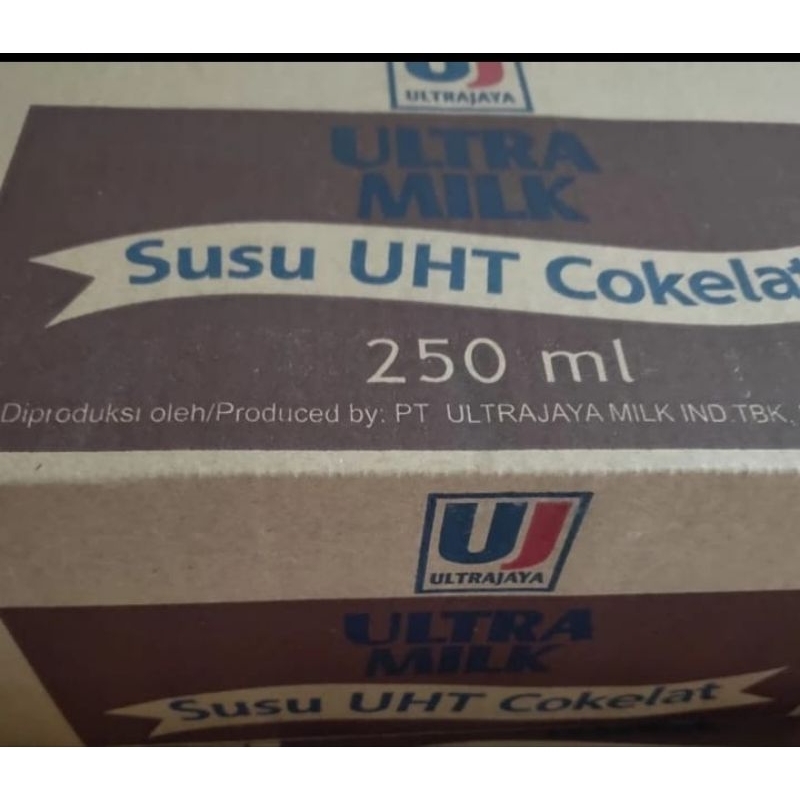 UJ
ULTRAJAYA
ULTRA
MILK
Susu UHT Cokelat
250 ml
Diproduksi oleh/Produced by: PT ULTRAJAYA MILK IND.TBK,
UJ
ULTRAJAYA
ULTRA
MILK
Susu UHT Cokelat